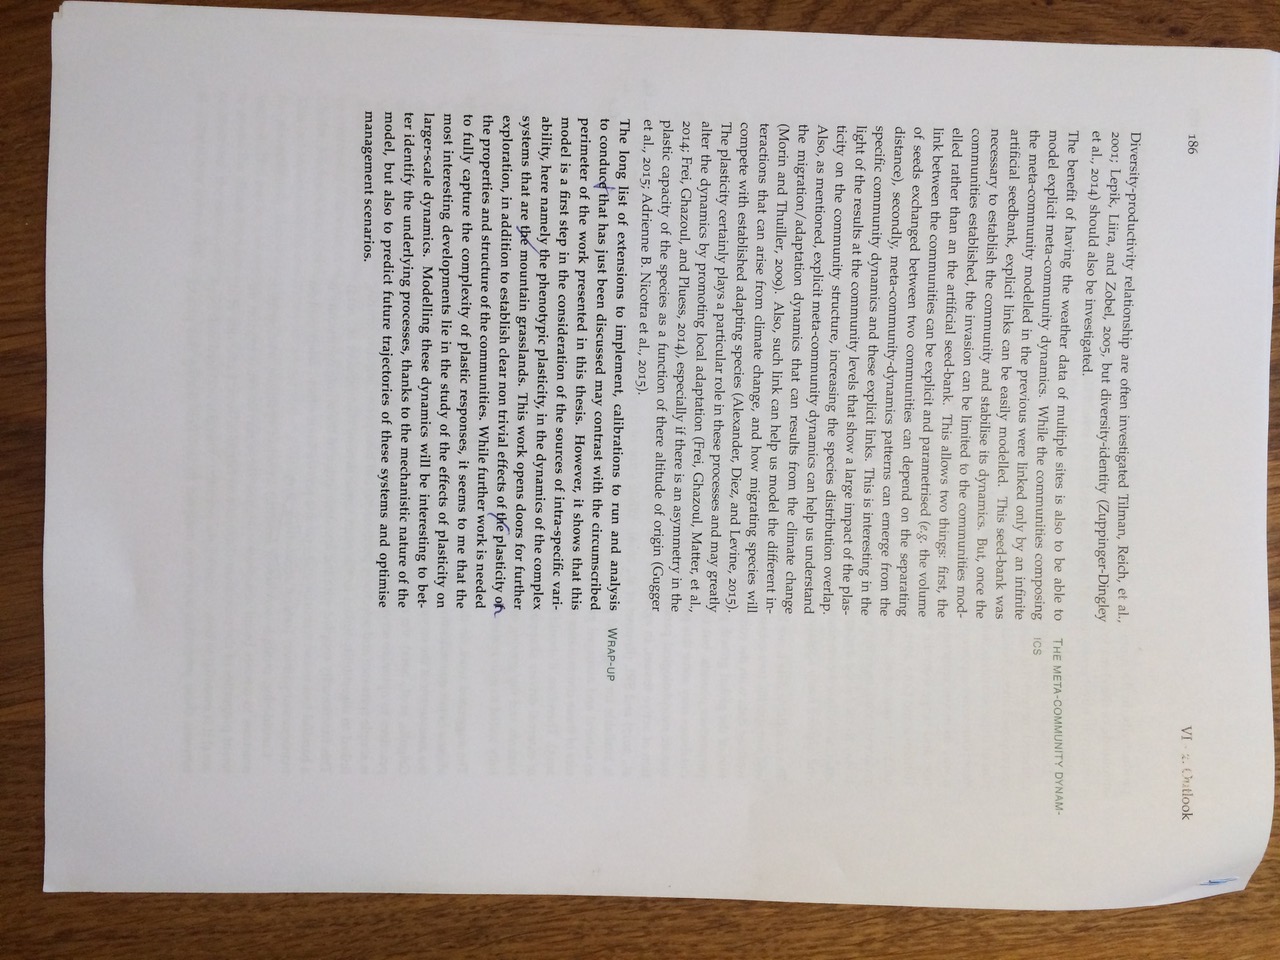 186
VI - 2. Outlook
Diversity-productivity relationship are often investigated Tilman, Reich, et al.,
2001; Lepik, Liira, and Zobel, 2005, but diversity-identity (Zuppinger-Dingley
et al., 2014) should also be investigated.
The benefit of having the weather data of multiple sites is also to be able to
model explicit meta-community dynamics. While the communities composing
the meta-community modelled in the previous were linked only by an infinite
artificial seedbank, explicit links can be easily modelled. This seed-bank was
necessary to establish the community and stabilise its dynamics. But, once the
communities established, the invasion can be limited to the communities mod-
elled rather than an the artificial seed-bank. This allows two things: first, the
link between the communities can be explicit and parametrised (e.g. the volume
of seeds exchanged between two communities can depend on the separating
distance), secondly, meta-community-dynamics patterns can emerge from the
specific community dynamics and these explicit links. This is interesting in the
light of the results at the community levels that show a large impact of the plas-
ticity on the community structure, increasing the species distribution overlap.
Also, as mentioned, explicit meta-community dynamics can help us understand
the migration/adaptation dynamics that can results from the climate change
(Morin and Thuiller, 2009). Also, such link can help us model the different in-
teractions that can arise from climate change, and how migrating species will
compete with established adapting species (Alexander, Diez, and Levine, 2015).
The plasticity certainly plays a particular role in these processes and may greatly
alter the dynamics by promoting local adaptation (Frei, Ghazoul, Matter, et al.,
2014; Frei, Ghazoul, and Pluess, 2014), especially if there is an asymmetry in the
plastic capacity of the species as a function of there altitude of origin (Gugger
et al., 2015; Adrienne B. Nicotra et al., 2015).
THE META-COMMUNITY DYNAM-
ICS
The long list of extensions to implement, calibrations to run and analysis
to conduct that has just been discussed may contrast with the circumscribed
perimeter of the work presented in this thesis. However, it shows that this
model is a first step in the consideration of the sources of intra-specific vari-
ability, here namely the phenotypic plasticity, in the dynamics of the complex
systems that are the mountain grasslands. This work opens doors for further
exploration, in addition to establish clear non trivial effects of the plasticity on
the properties and structure of the communities. While further work is needed
to fully capture the complexity of plastic responses, it seems to me that the
most interesting developments lie in the study of the effects of plasticity on
larger-scale dynamics. Modelling these dynamics will be interesting to bet-
ter identify the underlying processes, thanks to the mechanistic nature of the
model, but also to predict future trajectories of these systems and optimise
management scenarios.
WRAP-UP